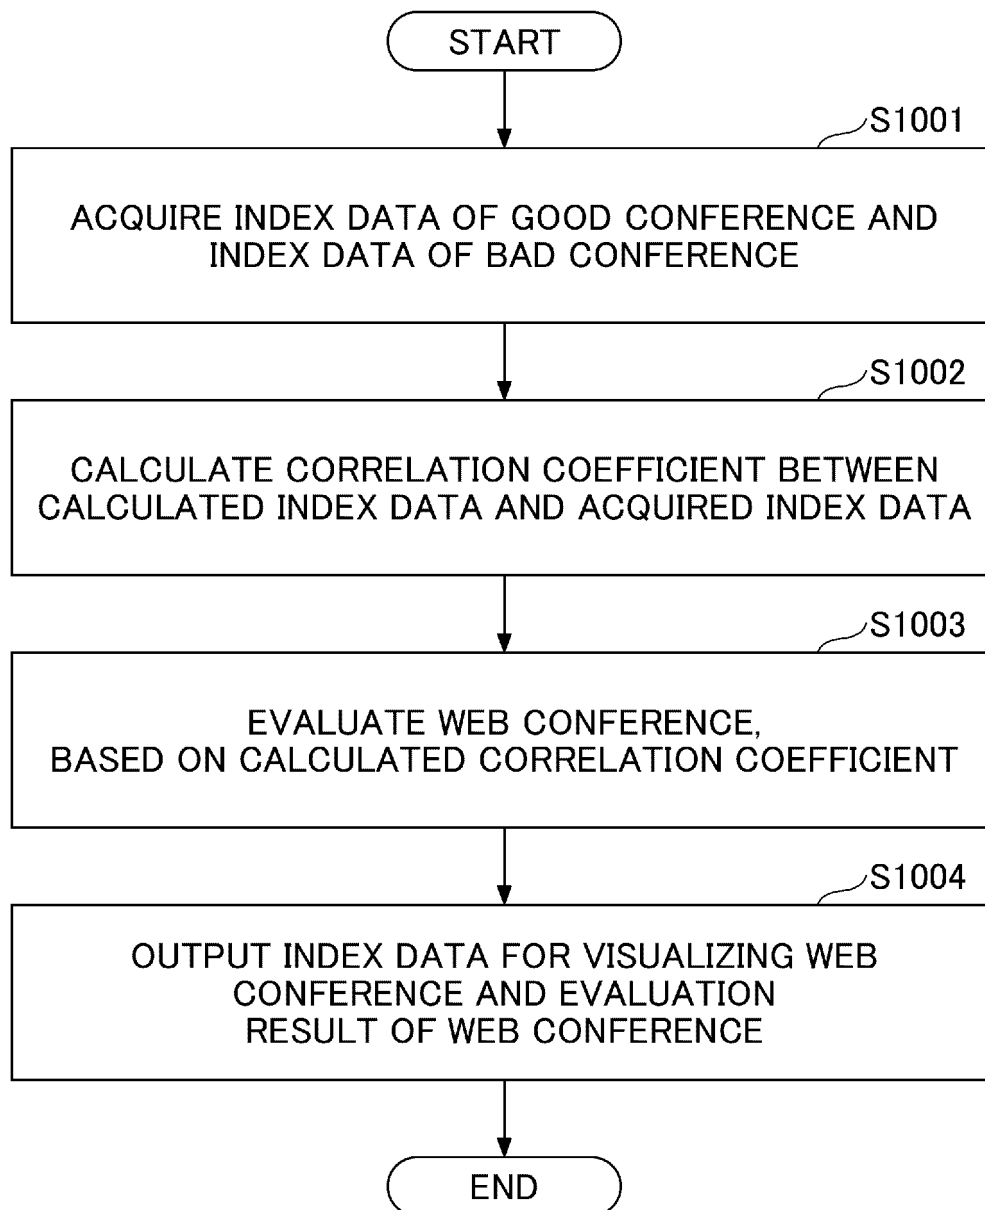 START
S1001
ACQUIRE INDEX DATA OF GOOD CONFERENCE AND
INDEX DATA OF BAD CONFERENCE
S1002
CALCULATE CORRELATION COEFFICIENT BETWEEN
CALCULATED INDEX DATA AND ACQUIRED INDEX DATA
S1003
EVALUATE WEB CONFERENCE,
BASED ON CALCULATED CORRELATION COEFFICIENT
S1004
OUTPUT INDEX DATA FOR VISUALIZING WEB
CONFERENCE AND EVALUATION
RESULT OF WEB CONFERENCE
END